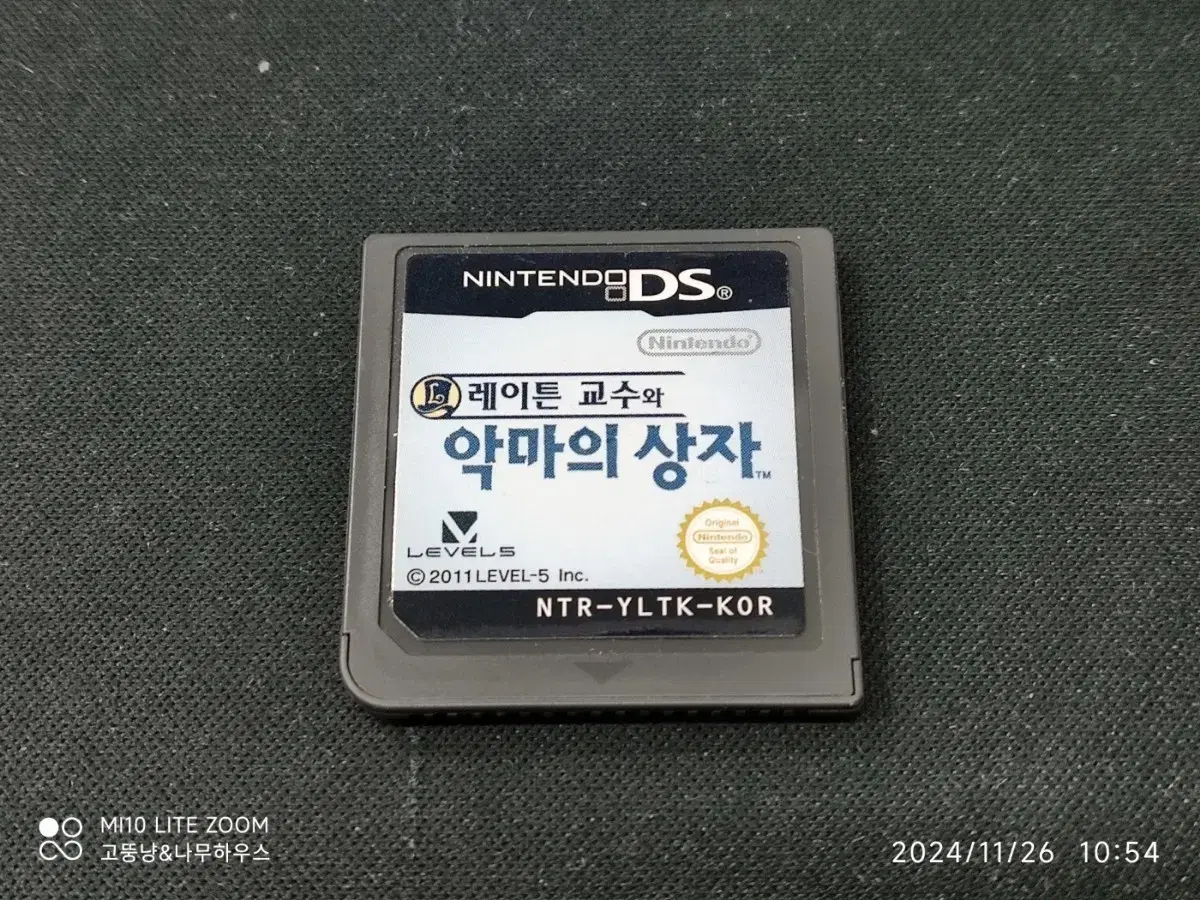 NINTENDO DS®
Nintendo®
L 레이튼 교수와
악마의 상자™
LEVEL5
Original
Nintendo
Seal of
Quality
© 2011 LEVEL-5 Inc.
NTR-YLTK-KOR
MI10 LITE ZOOM
고뚱냥&나무하우스
2024/11/26 10:54